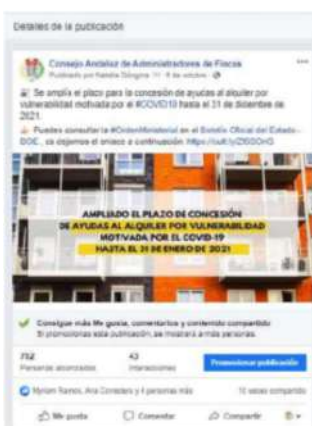 Detalles de la publicación
Consejo Andaluz de Administradores de Fincas
Publicado por Natalia
de octubre
Se amplía el plazo para la concesión de ayudas al alquiler por
vulnerabilidad motivada por el #COVID19 hasta el 31 de diciembre de
2021.
Puedes consultar la #OrdenMinisterial en el Boletín Oficial del Estado -
BOE , os dejamos el enlace a continuación:
AMPLIADO EL PLAZO DE CONCESIÓN
DE AYUDAS AL ALQUILER POR VULNERABILIDAD
MOTIVADA POR EL COVID-19
HASTA EL 31 DE ENERO DE 2021
Consigue más Me gusta, comentarios y contenido compartido
Si promocionas esta publicación, se mostrará a más personas.
712
43
Personas alcanzadas
Interacciones
Promocionar publicación
Myriam Ramos, Ana y 4 personas más
10 veces compartido
Me gusta
Comentar
Compartir